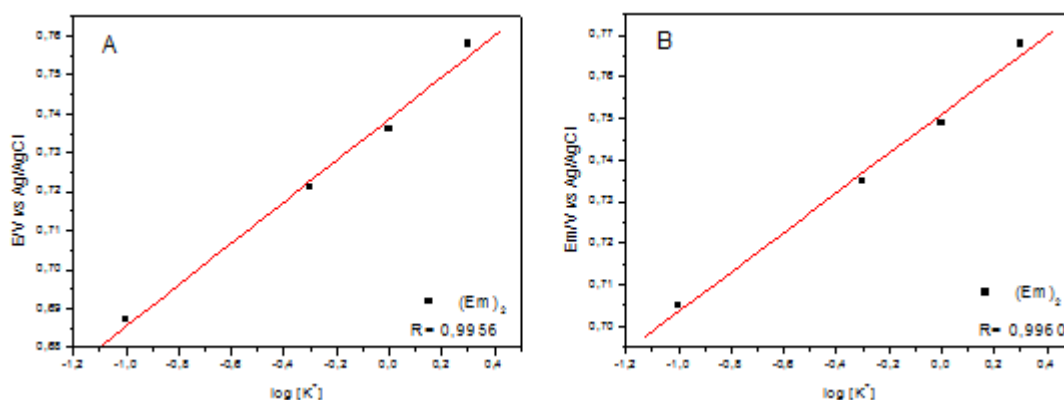 A
E/V vs Ag/AgCl
0,76
0,75
0,74
0,73
0,72
0,71
0,70
0,69
0,68
-1,2 -1,0 -0,8 -0,6 -0,4 -0,2 0,0 0,2 0,4
log [K⁺]
(Em)₂
R= 0,9956
B
Em/V vs Ag/AgCl
0,77
0,76
0,75
0,74
0,73
0,72
0,71
0,70
-1,2 -1,0 -0,8 -0,6 -0,4 -0,2 0,0 0,2 0,4
log [K⁺]
(Em)₂
R= 0,9960